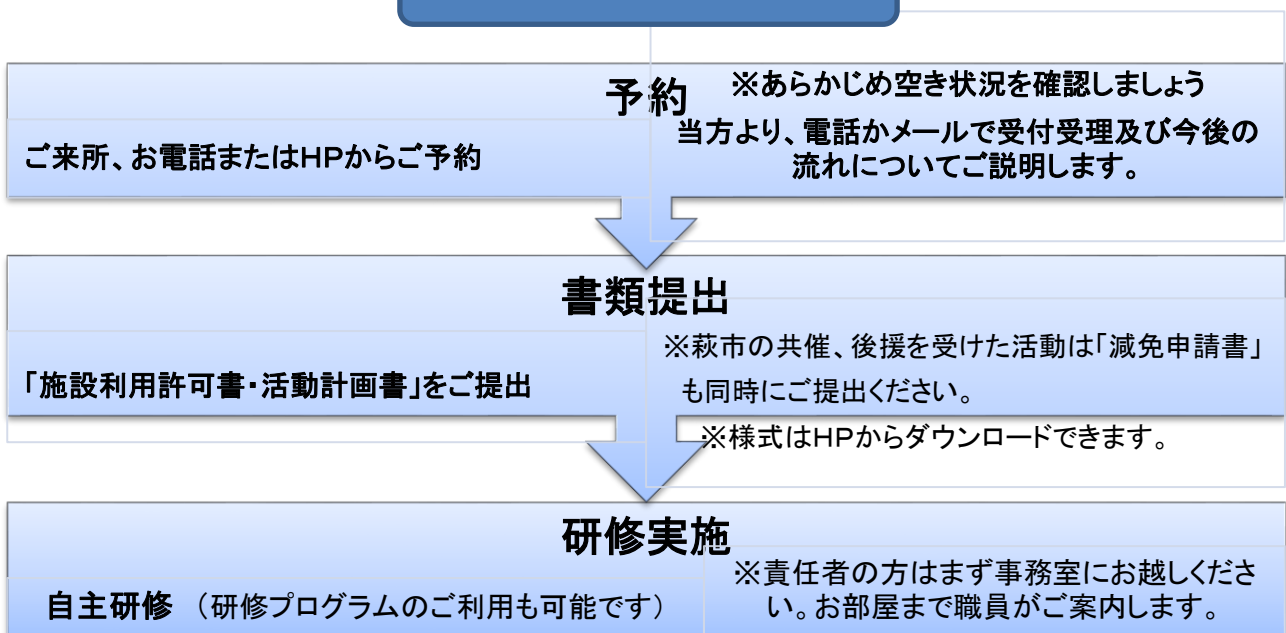 予約
※あらかじめ空き状況を確認しましょう
ご来所、お電話またはHPからご予約
当方より、電話かメールで受付受理及び今後の
流れについてご説明します。
書類提出
「施設利用許可書・活動計画書」をご提出
※萩市の共催、後援を受けた活動は「減免申請書」
も同時にご提出ください。
※様式はHPからダウンロードできます。
研修実施
自主研修 (研修プログラムのご利用も可能です)
※責任者の方はまず事務室にお越しくださ
い。お部屋まで職員がご案内します。